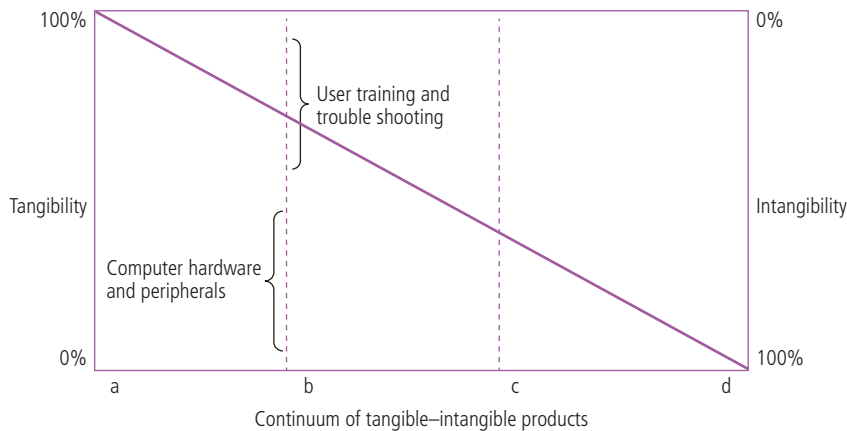 100%
0%
User training and
trouble shooting
Tangibility
Intangibility
Computer hardware
and peripherals
0%
100%
a
b
c
d
Continuum of tangible–intangible products